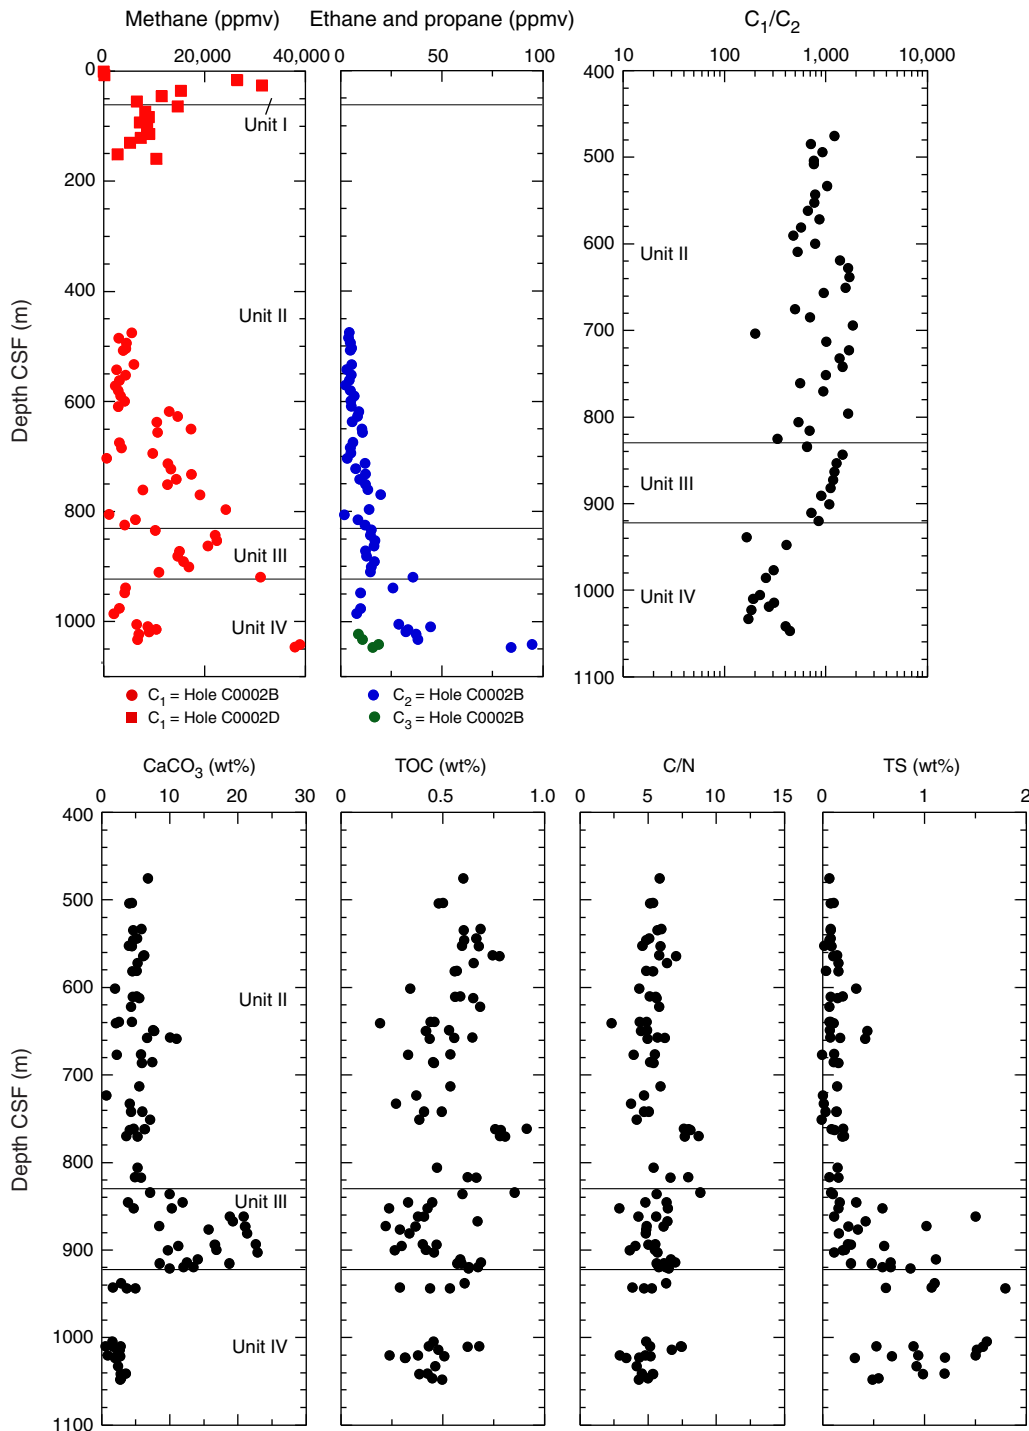 Methane (ppmv)
Ethane and propane (ppmv)
C₁/C₂
0 20,000 40,000
0 50 100
10 100 1,000 10,000
0
200
400
600
800
1000
Depth CSF (m)
Unit I
Unit II
Unit III
Unit IV
400
500
600
700
800
900
1000
1100
Unit II
Unit III
Unit IV
C₁ = Hole C0002B
C₁ = Hole C0002D
C₂ = Hole C0002B
C₃ = Hole C0002B
CaCO₃ (wt%)
TOC (wt%)
C/N
TS (wt%)
0 10 20 30
0 0.5 1.0
0 5 10 15
0 1 2
400
500
600
700
800
900
1000
1100
Depth CSF (m)
Unit II
Unit III
Unit IV